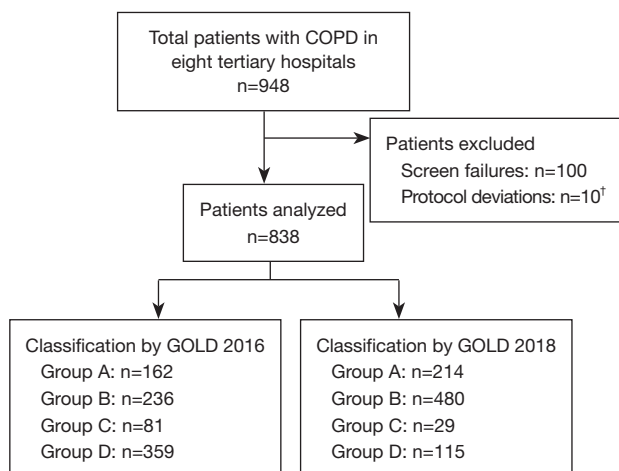 Total patients with COPD in
eight tertiary hospitals
n=948
Patients excluded
Screen failures: n=100
Protocol deviations: n=10†
Patients analyzed
n=838
Classification by GOLD 2016
Group A: n=162
Group B: n=236
Group C: n=81
Group D: n=359
Classification by GOLD 2018
Group A: n=214
Group B: n=480
Group C: n=29
Group D: n=115